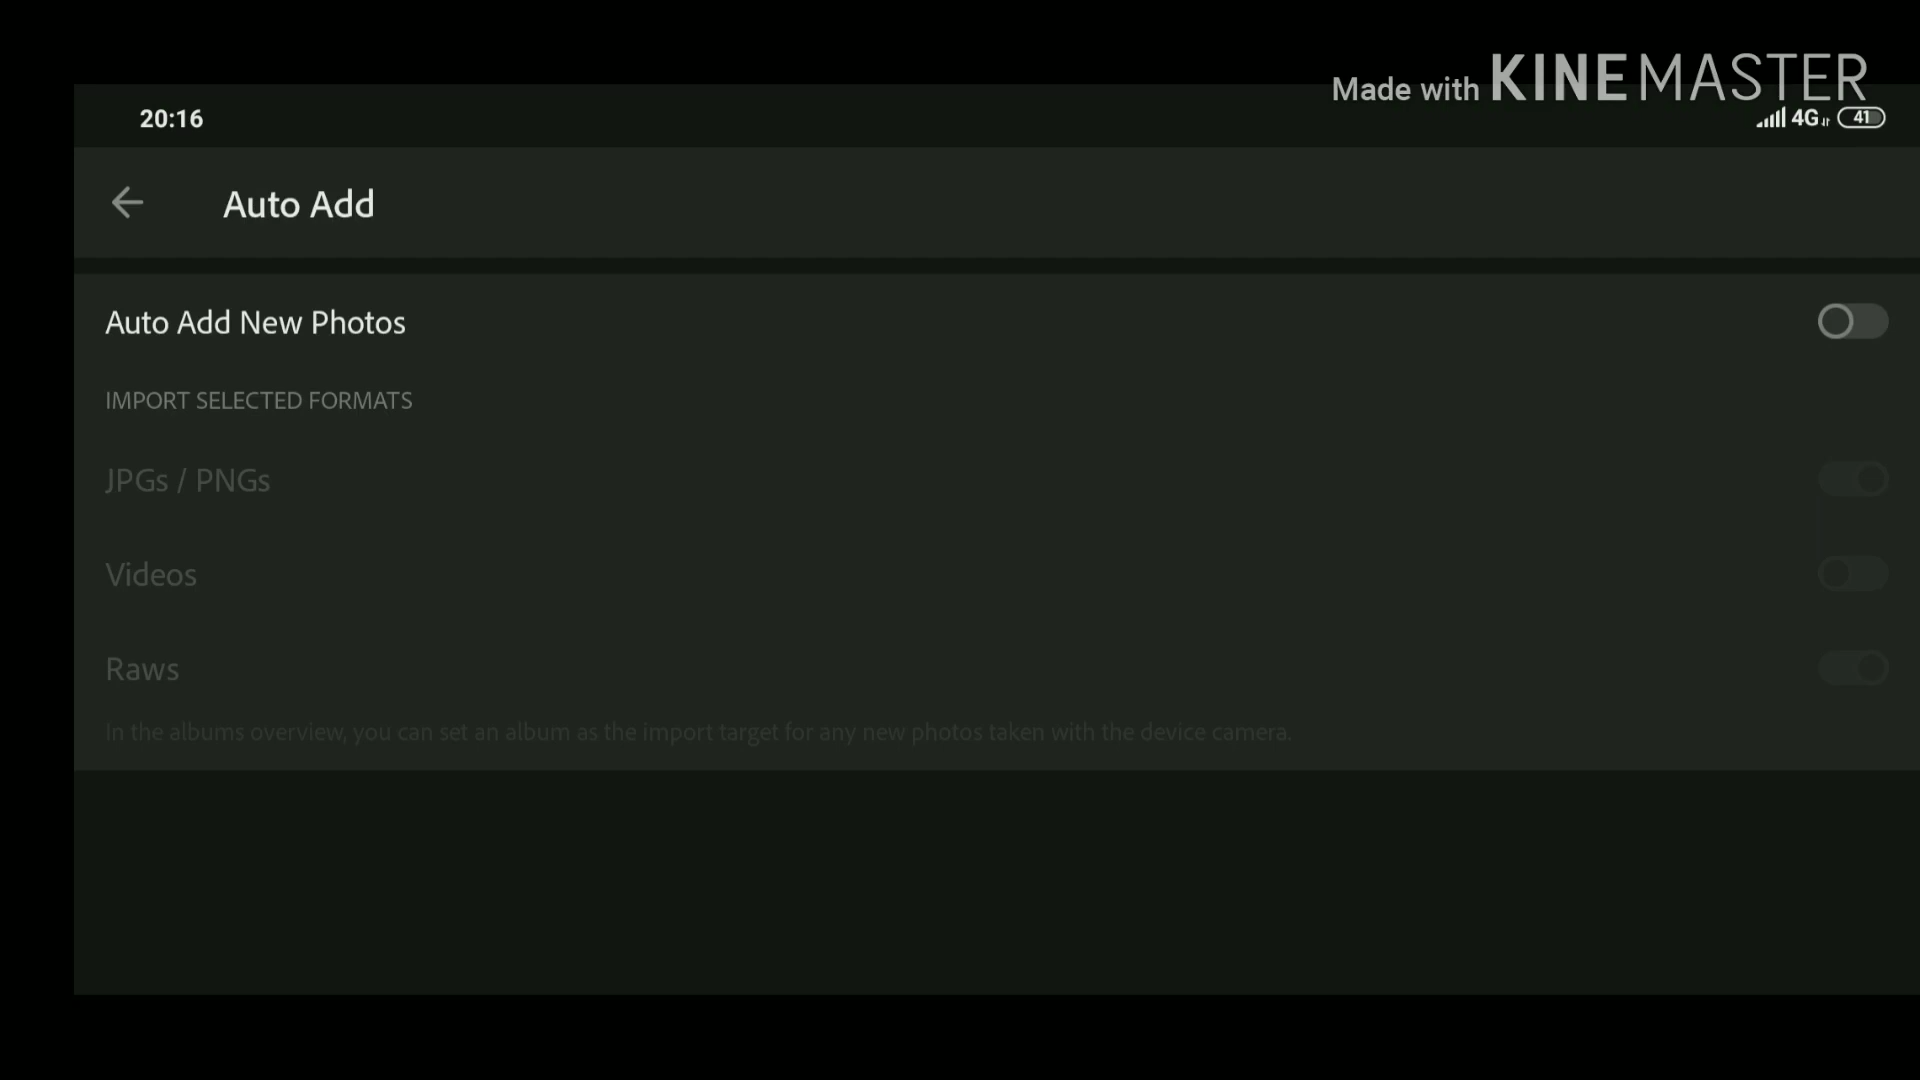 Made with KINEMASTER
20:16
4G 41
Auto Add
Auto Add New Photos
IMPORT SELECTED FORMATS
JPGs / PNGs
Videos
Raws
In the albums overview, you can set an album as the import target for any new photos taken with the device camera.